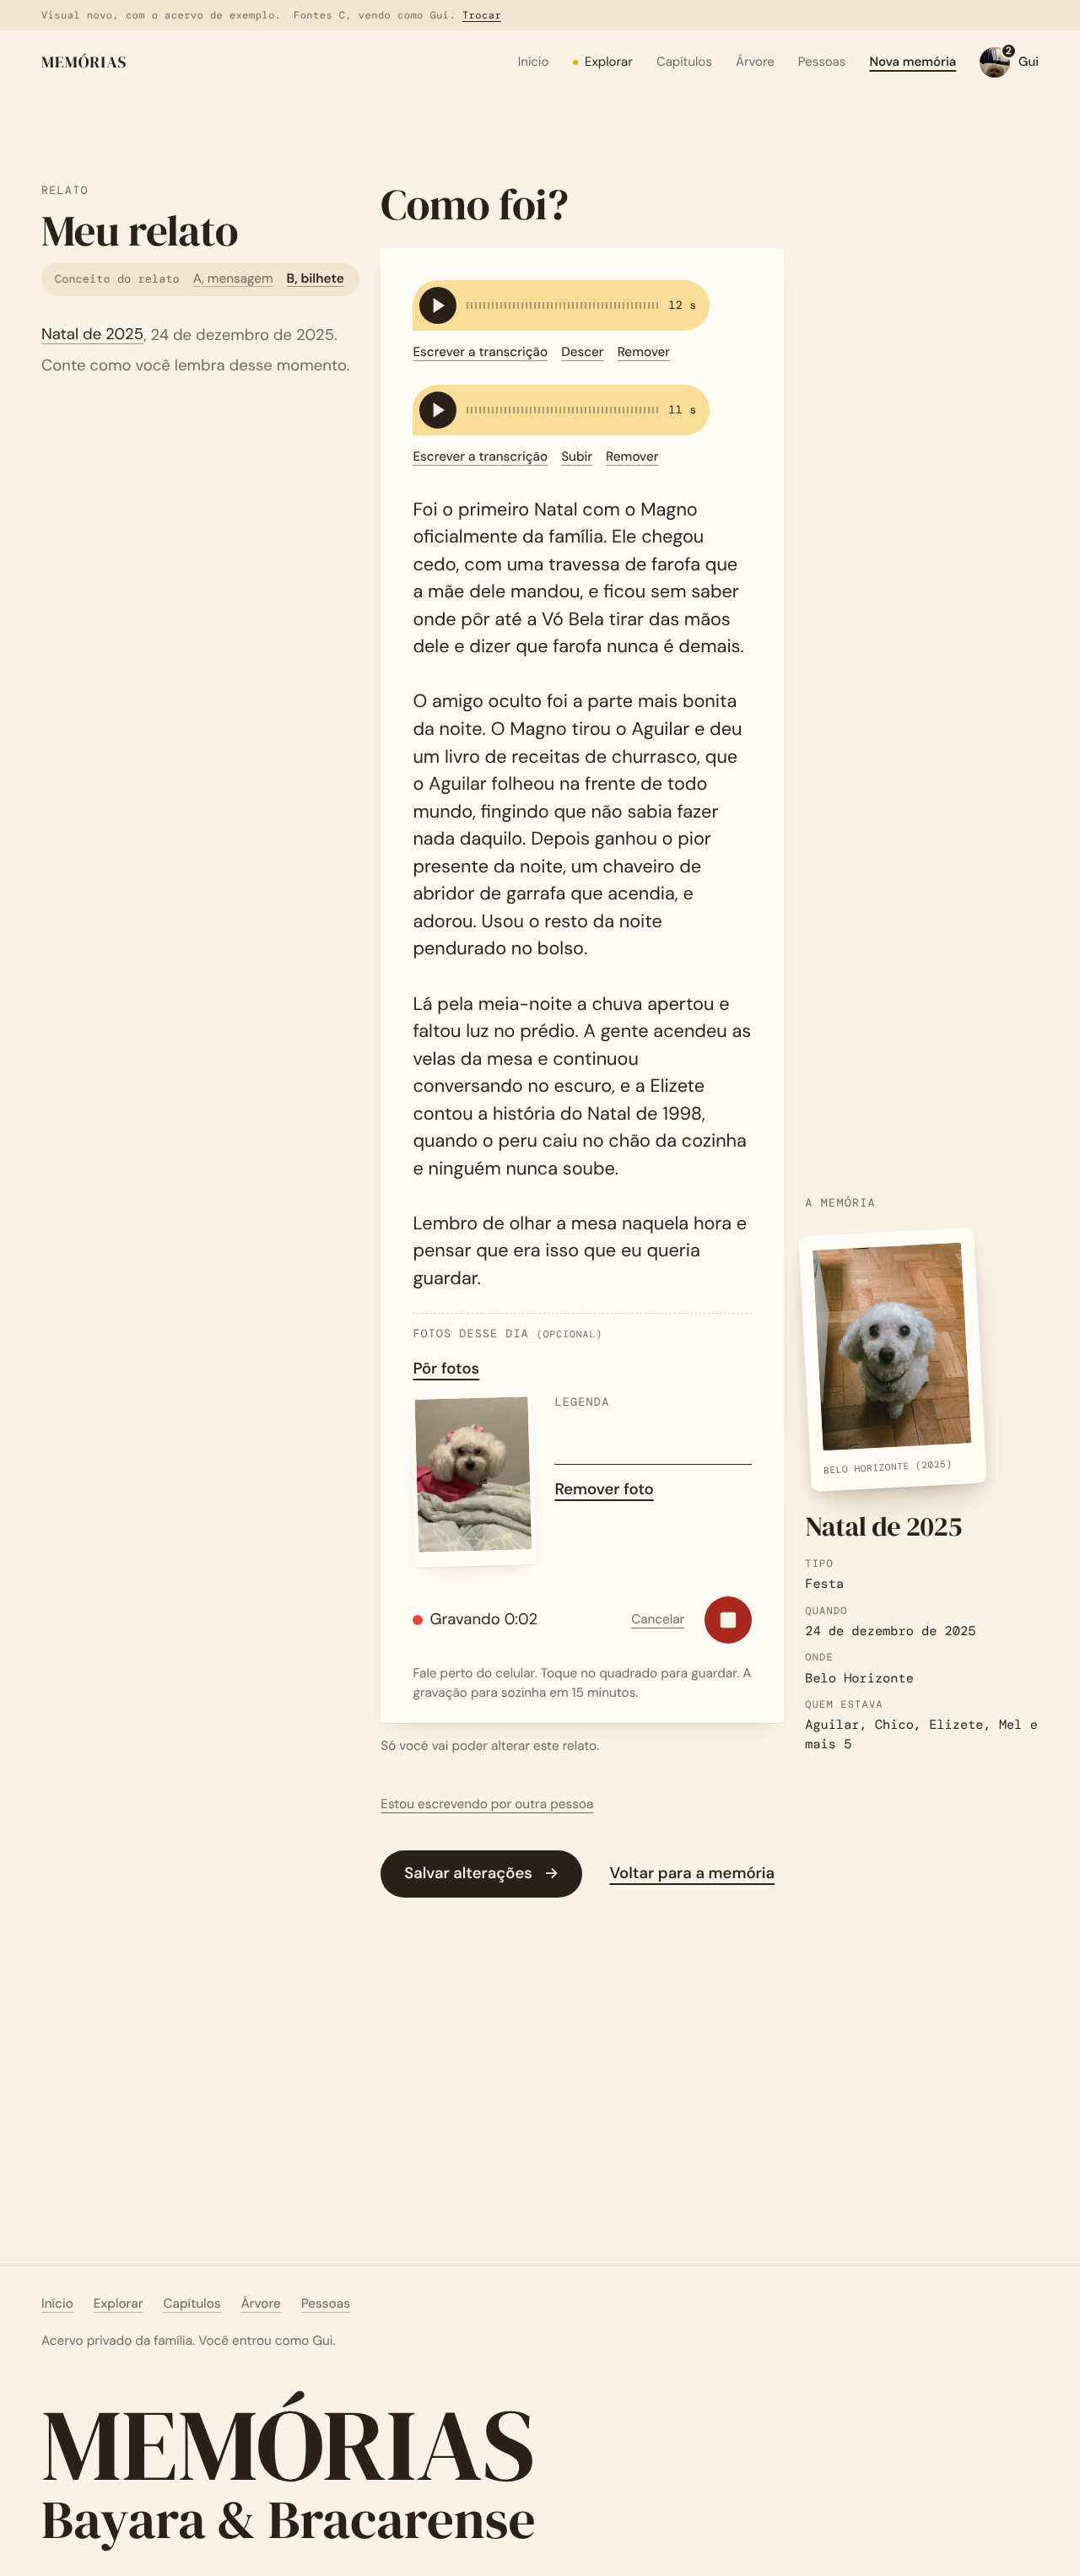 Visual novo, com o acervo de exemplo. Fontes C, vendo como Gui. Trocar
MEMÓRIAS
Início
Explorar
Capítulos
Árvore
Pessoas
Nova memória
2
Gui
RELATO
Meu relato
Conceito do relato A, mensagem B, bilhete
Natal de 2025, 24 de dezembro de 2025.
Conte como você lembra desse momento.
Como foi?
12 s
Escrever a transcrição Descer Remover
11 s
Escrever a transcrição Subir Remover
Foi o primeiro Natal com o Magno
oficialmente da família. Ele chegou
cedo, com uma travessa de farofa que
a mãe dele mandou, e ficou sem saber
onde pôr até a Vó Bela tirar das mãos
dele e dizer que farofa nunca é demais.
O amigo oculto foi a parte mais bonita
da noite. O Magno tirou o Aguilar e deu
um livro de receitas de churrasco, que
o Aguilar folheou na frente de todo
mundo, fingindo que não sabia fazer
nada daquilo. Depois ganhou o pior
presente da noite, um chaveiro de
abridor de garrafa que acendia, e
adorou. Usou o resto da noite
pendurado no bolso.
Lá pela meia-noite a chuva apertou e
faltou luz no prédio. A gente acendeu as
velas da mesa e continuou
conversando no escuro, e a Elizete
contou a história do Natal de 1998,
quando o peru caiu no chão da cozinha
e ninguém nunca soube.
Lembro de olhar a mesa naquela hora e
pensar que era isso que eu queria
guardar.
FOTOS DESSE DIA (OPCIONAL)
Pôr fotos
LEGENDA
Remover foto
Gravando 0:02
Cancelar
Fale perto do celular. Toque no quadrado para guardar. A
gravação para sozinha em 15 minutos.
Só você vai poder alterar este relato.
Estou escrevendo por outra pessoa
Salvar alterações →
Voltar para a memória
A MEMÓRIA
BELO HORIZONTE (2025)
Natal de 2025
TIPO
Festa
QUANDO
24 de dezembro de 2025
ONDE
Belo Horizonte
QUEM ESTAVA
Aguilar, Chico, Elizete, Mel e
mais 5
Início Explorar Capítulos Árvore Pessoas
Acervo privado da família. Você entrou como Gui.
MEMÓRIAS
Bayara & Bracarense